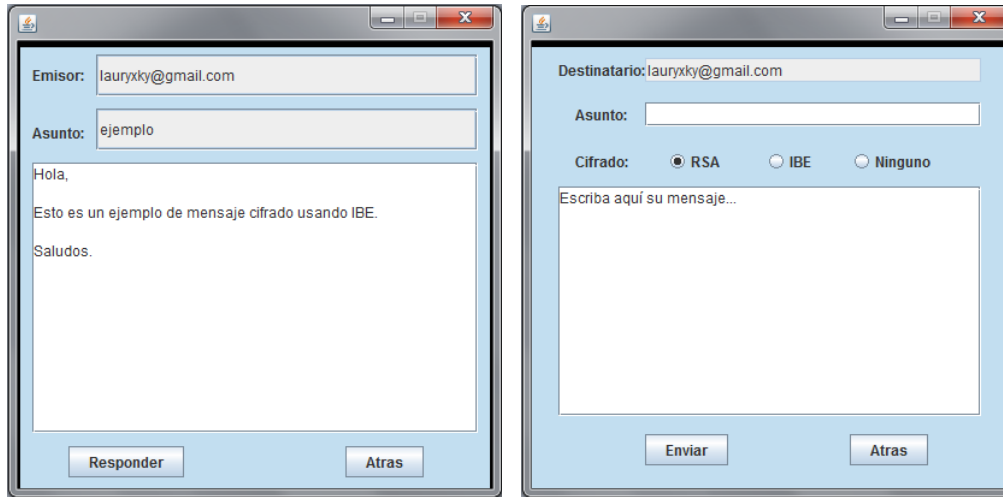 Emisor: lauryxky@gmail.com
Asunto: ejemplo
Hola,
Esto es un ejemplo de mensaje cifrado usando IBE.
Saludos.
Responder Atras
Destinatario: lauryxky@gmail.com
Asunto:
Cifrado: RSA IBE Ninguno
Escriba aquí su mensaje...
Enviar Atras